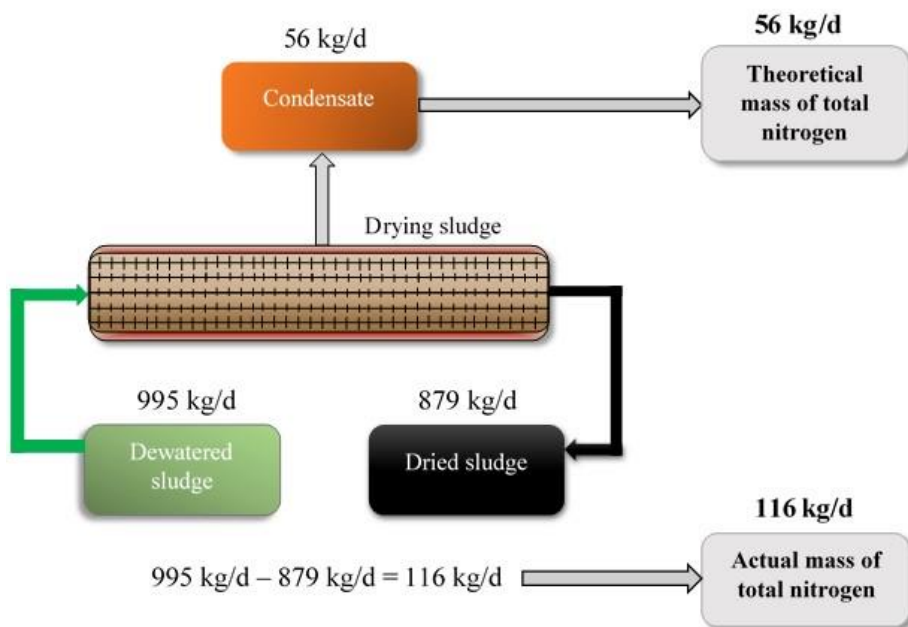 56 kg/d
Condensate
56 kg/d
Theoretical
mass of total
nitrogen
Drying sludge
995 kg/d
Dewatered
sludge
879 kg/d
Dried sludge
995 kg/d – 879 kg/d = 116 kg/d
116 kg/d
Actual mass of
total nitrogen